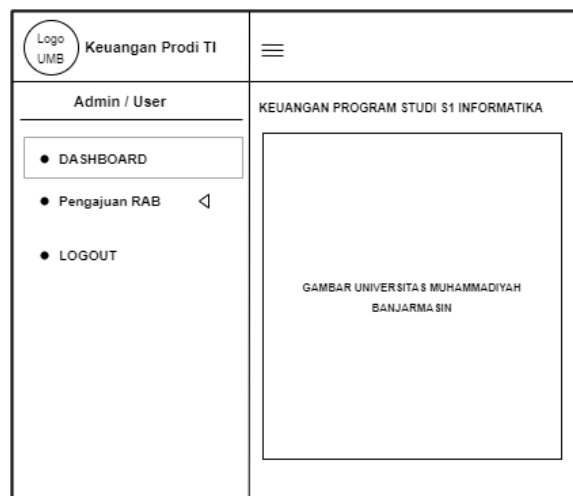 Logo
UMB
Keuangan Prodi TI
Admin / User
DASHBOARD
Pengajuan RAB
LOGOUT
KEUANGAN PROGRAM STUDI S1 INFORMATIKA
GAMBAR UNIVERSITAS MUHAMMADIYAH
BANJARMASIN